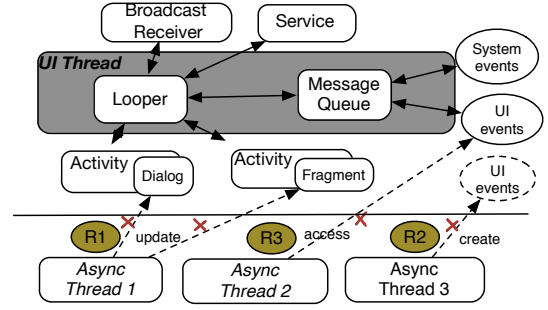 Broadcast
Receiver
Service
UI Thread
System
events
Message
Queue
Looper
UI
events
Activity
Dialog
Activity
Fragment
UI
events
R1
update
R3
access
R2
create
Async
Thread 1
Async
Thread 2
Async
Thread 3